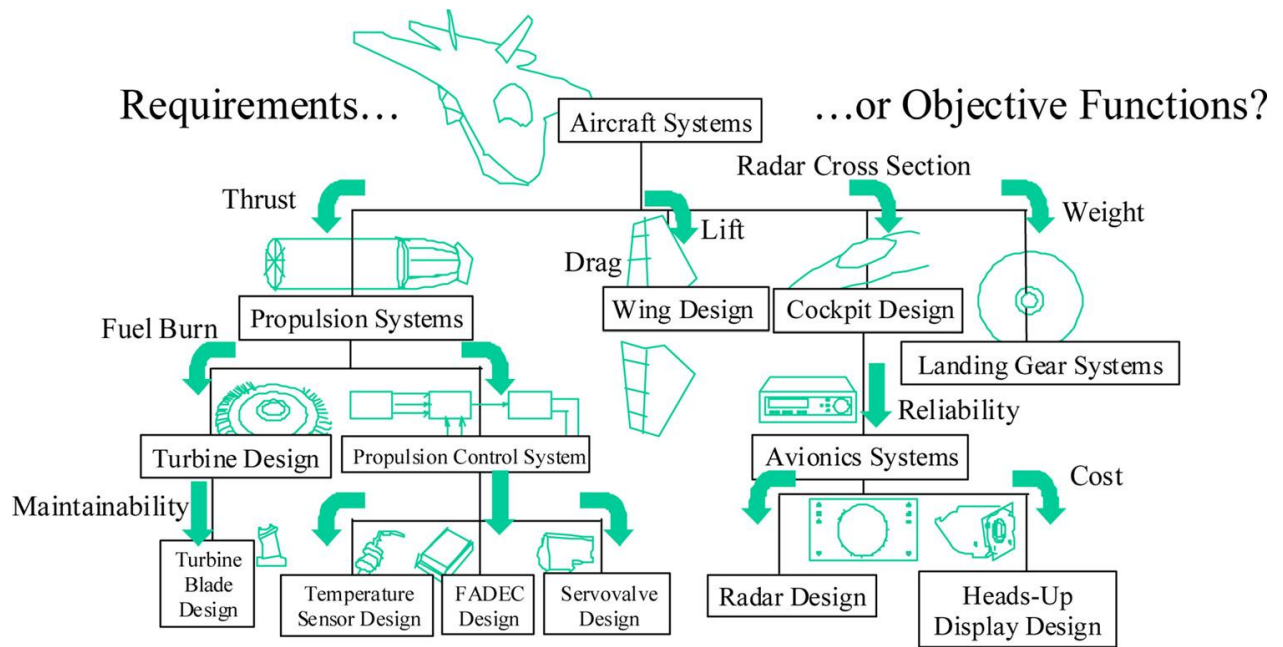 Requirements…
…or Objective Functions?
Aircraft Systems
Radar Cross Section
Thrust
Lift
Weight
Drag
Propulsion Systems
Wing Design
Cockpit Design
Fuel Burn
Landing Gear Systems
Reliability
Turbine Design
Propulsion Control System
Avionics Systems
Maintainability
Cost
Turbine
Blade
Design
Temperature
Sensor Design
FADEC
Design
Servovalve
Design
Radar Design
Heads-Up
Display Design